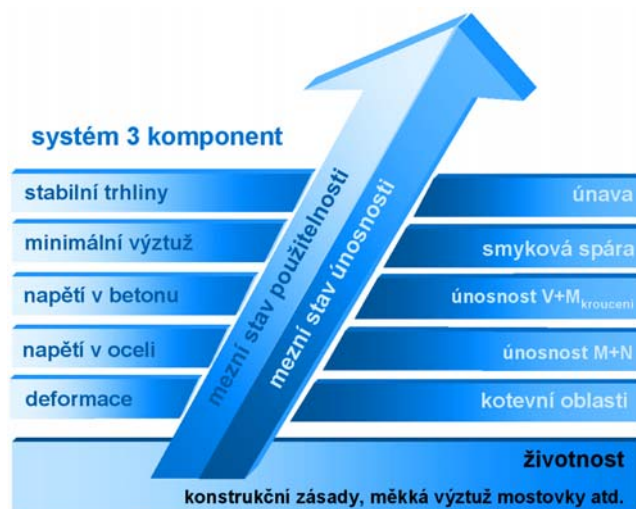 systém 3 komponent
stabilní trhliny
minimální výztuž
napětí v betonu
napětí v oceli
deformace
mezní stav použitelnosti
mezní stav únosnosti
únava
smyková spára
únosnost V+Mkroucení
únosnost M+N
kotevní oblasti
životnost
konstrukční zásady, měkká výztuž mostovky atd.